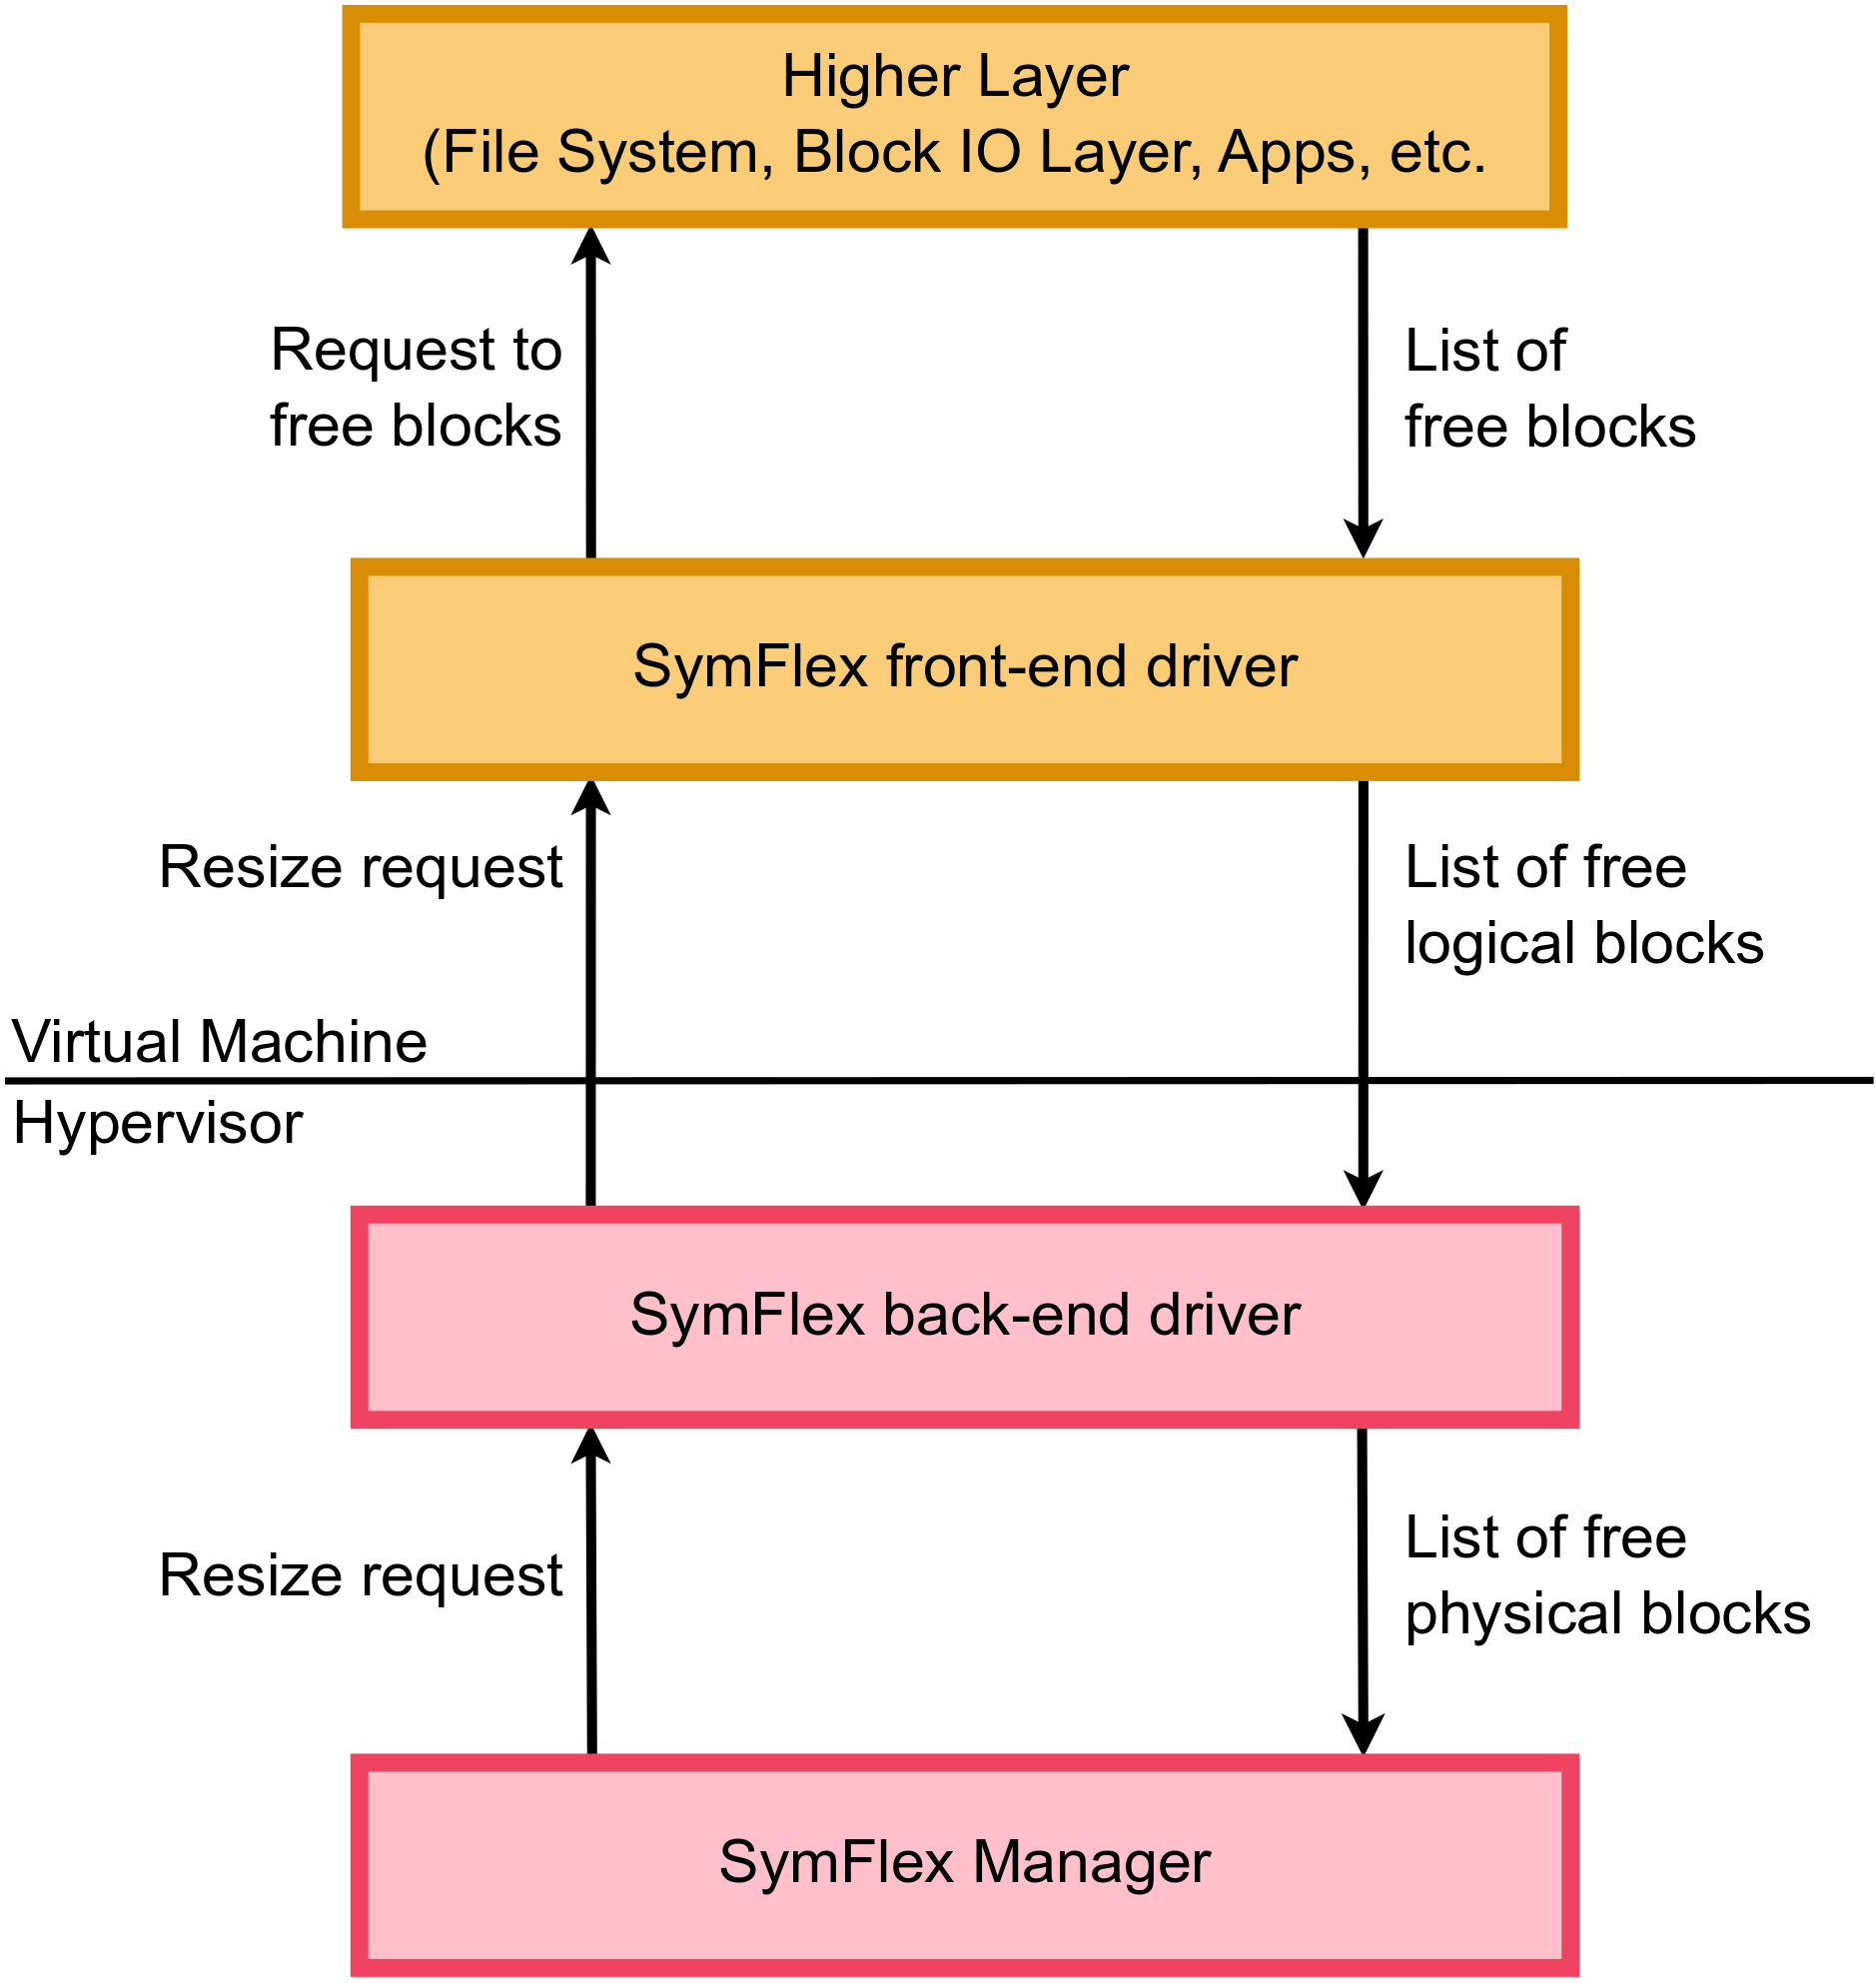 Higher Layer
(File System, Block IO Layer, Apps, etc.
Request to
free blocks
List of
free blocks
SymFlex front-end driver
Resize request
List of free
logical blocks
Virtual Machine
Hypervisor
SymFlex back-end driver
Resize request
List of free
physical blocks
SymFlex Manager